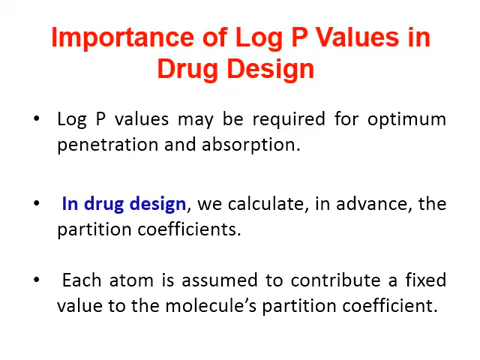 Importance of Log P Values in
Drug Design
• Log P values may be required for optimum
penetration and absorption.
• In drug design, we calculate, in advance, the
partition coefficients.
• Each atom is assumed to contribute a fixed
value to the molecule’s partition coefficient.